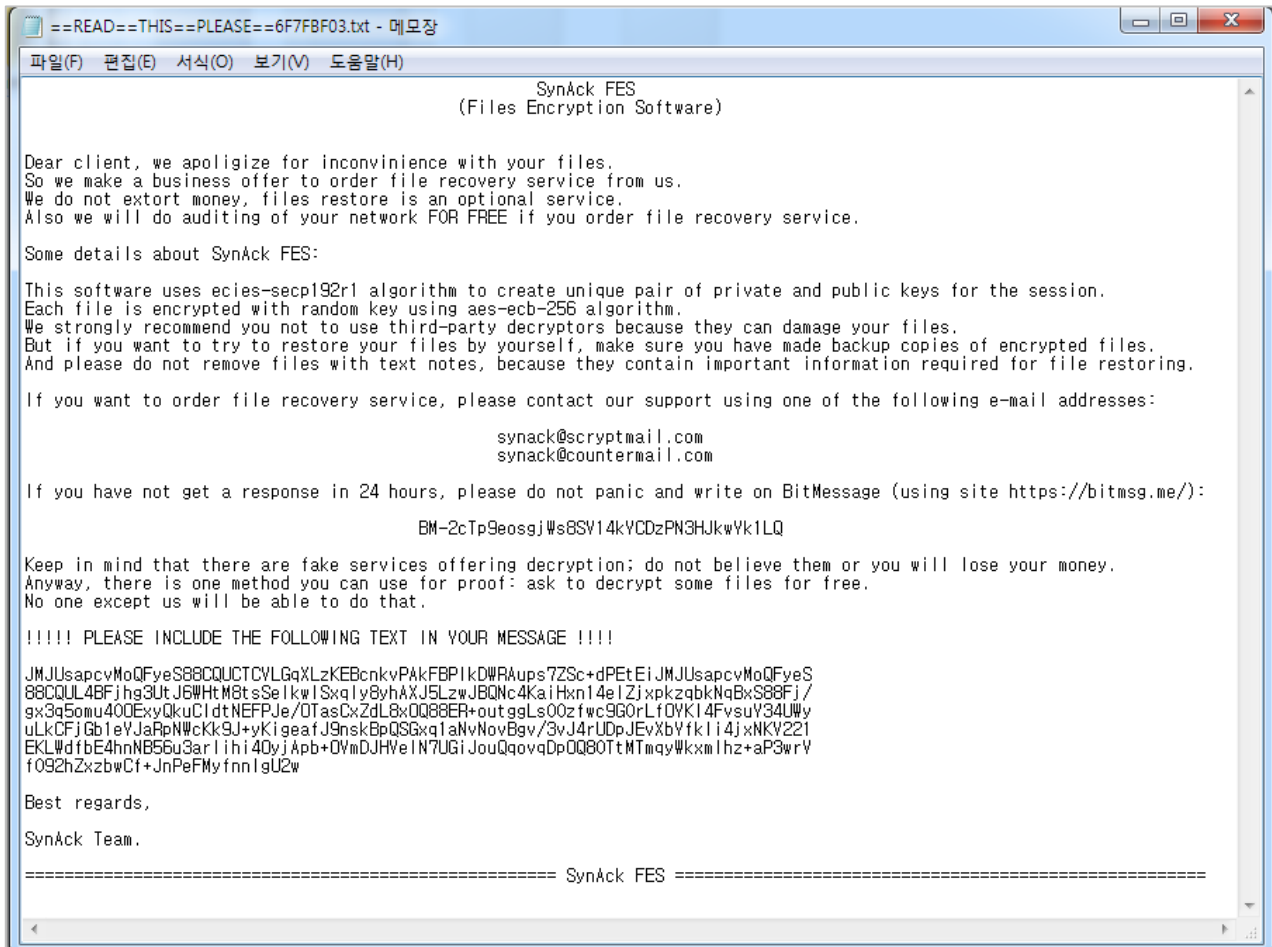 ==READ==THIS==PLEASE==6F7FBF03.txt - 메모장
파일(F) 편집(E) 서식(O) 보기(V) 도움말(H)
SynAck FES
(Files Encryption Software)
Dear client, we apoligize for inconvinience with your files.
So we make a business offer to order file recovery service from us.
We do not extort money, files restore is an optional service.
Also we will do auditing of your network FOR FREE if you order file recovery service.
Some details about SynAck FES:
This software uses ecies-secp192r1 algorithm to create unique pair of private and public keys for the session.
Each file is encrypted with random key using aes-ecb-256 algorithm.
We strongly recommend you not to use third-party decryptors because they can damage your files.
But if you want to try to restore your files by yourself, make sure you have made backup copies of encrypted files.
And please do not remove files with text notes, because they contain important information required for file restoring.
If you want to order file recovery service, please contact our support using one of the following e-mail addresses:
synack@scryptmail.com
synack@countermail.com
If you have not get a response in 24 hours, please do not panic and write on BitMessage (using site https://bitmsg.me/):
BM-2cTp9eosgjWs8SV14kYCDzPN3HJkwYk1LQ
Keep in mind that there are fake services offering decryption; do not believe them or you will lose your money.
Anyway, there is one method you can use for proof: ask to decrypt some files for free.
No one except us will be able to do that.
!!!!! PLEASE INCLUDE THE FOLLOWING TEXT IN YOUR MESSAGE !!!!
Best regards,
SynAck Team.
====================================================== SynAck FES ======================================================